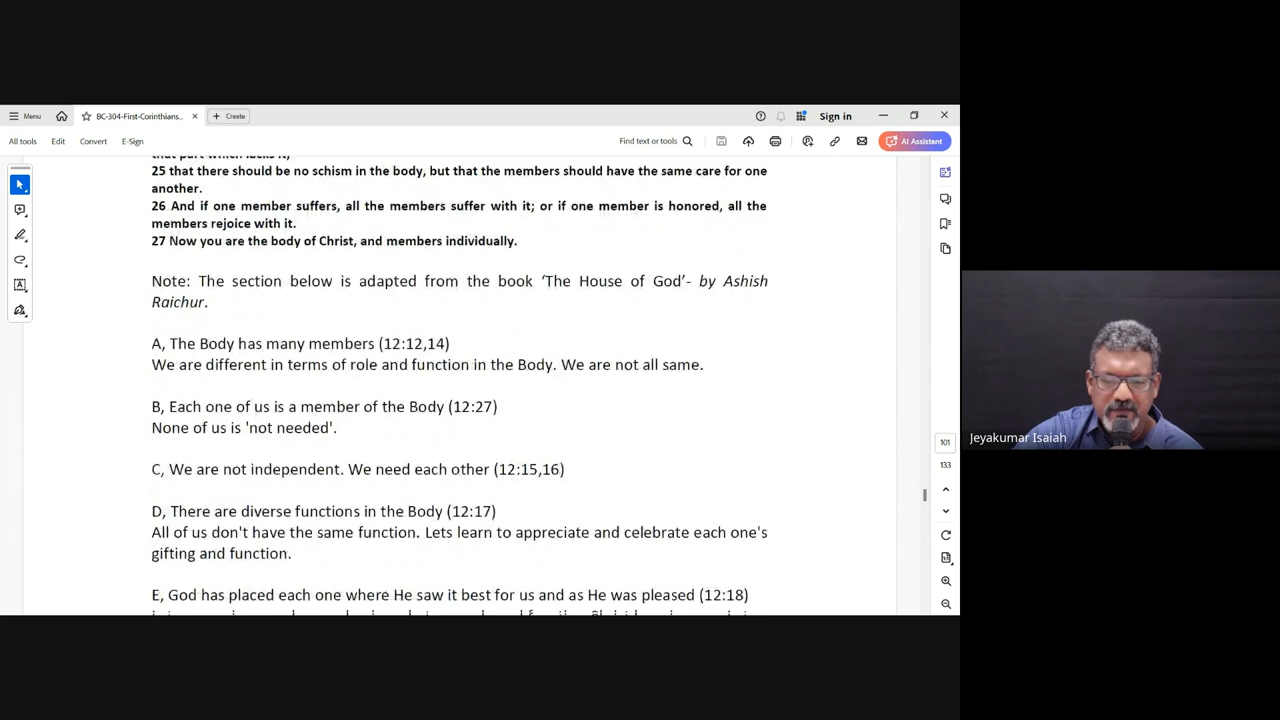 Menu
BC-304-First-Corinthians...
Create
Sign in
All tools
Edit
Convert
E-Sign
Find text or tools
AI Assistant
that part which lacks it,
25 that there should be no schism in the body, but that the members should have the same care for one
another.
26 And if one member suffers, all the members suffer with it; or if one member is honored, all the
members rejoice with it.
27 Now you are the body of Christ, and members individually.
Note: The section below is adapted from the book ‘The House of God’- by Ashish
Raichur.
A, The Body has many members (12:12,14)
We are different in terms of role and function in the Body. We are not all same.
B, Each one of us is a member of the Body (12:27)
None of us is 'not needed'.
C, We are not independent. We need each other (12:15,16)
D, There are diverse functions in the Body (12:17)
All of us don't have the same function. Lets learn to appreciate and celebrate each one's
gifting and function.
E, God has placed each one where He saw it best for us and as He was pleased (12:18)
101
133
Jeyakumar Isaiah